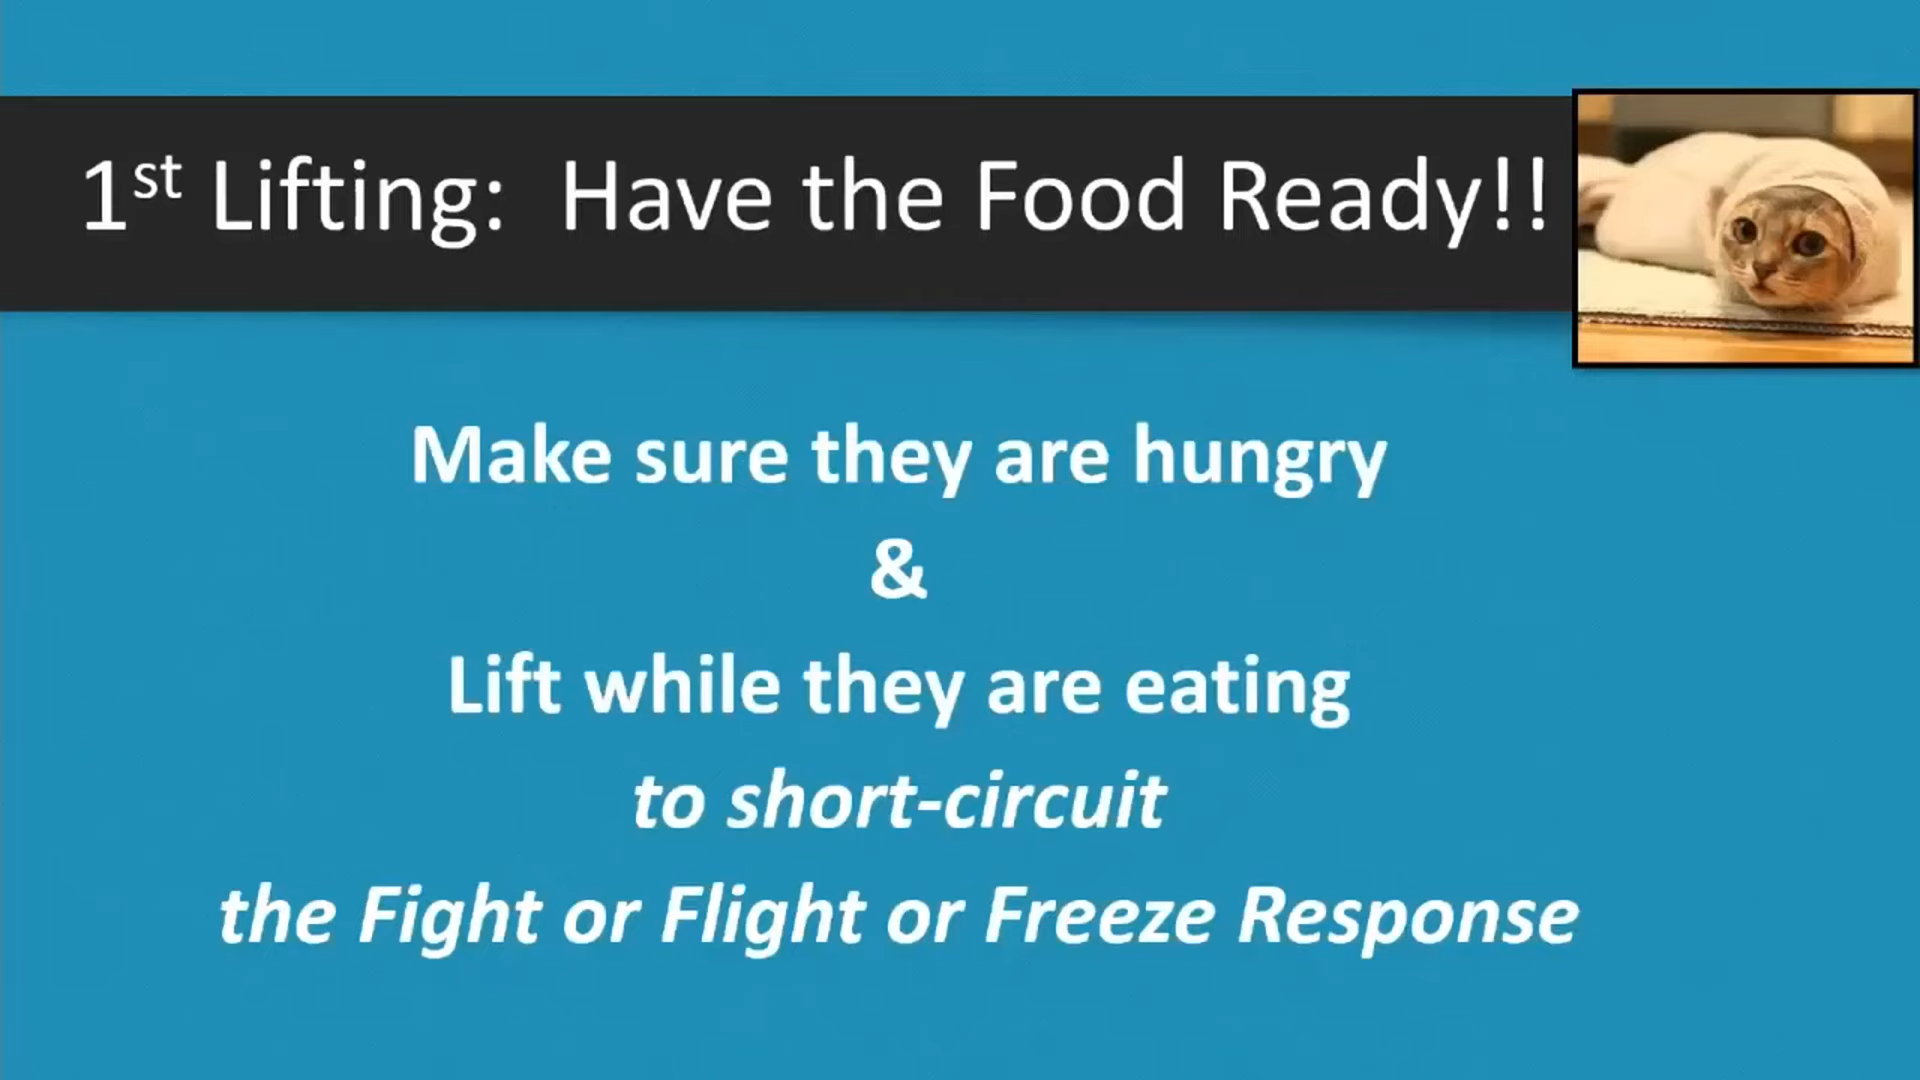 1st Lifting: Have the Food Ready!!
Make sure they are hungry
&
Lift while they are eating
to short-circuit
the Fight or Flight or Freeze Response